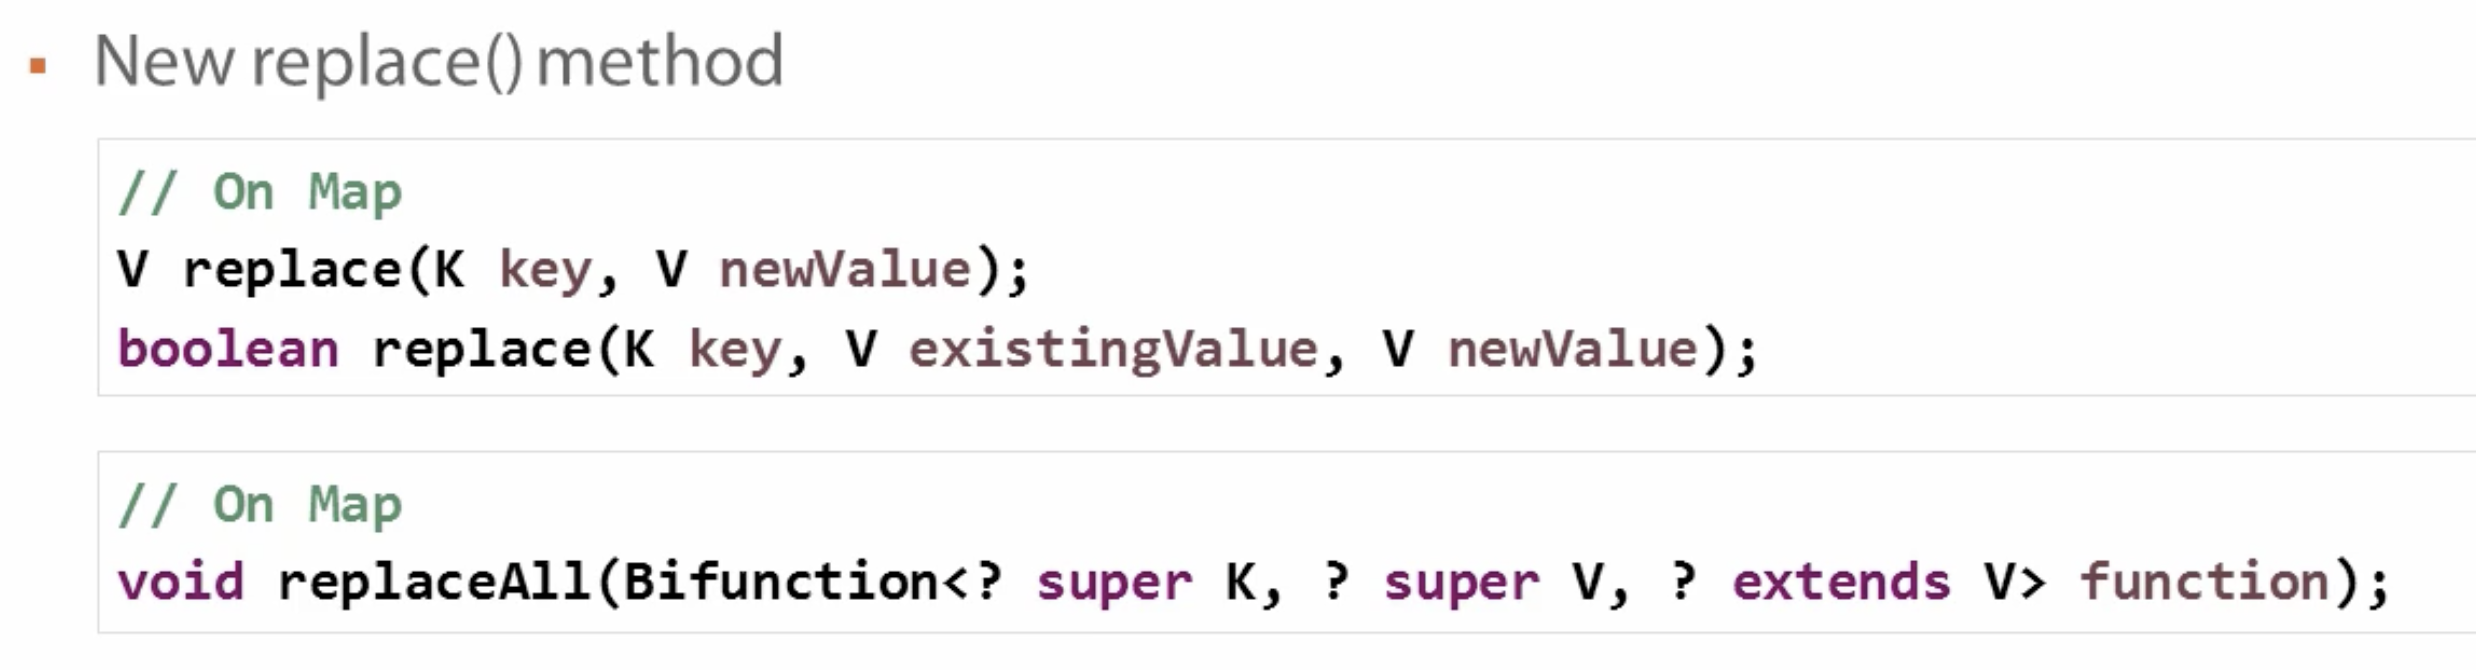 ▪ New replace() method
// On Map
V replace(K key, V newValue);
boolean replace(K key, V existingValue, V newValue);
// On Map
void replaceAll(Bifunction<? super K, ? super V, ? extends V> function);